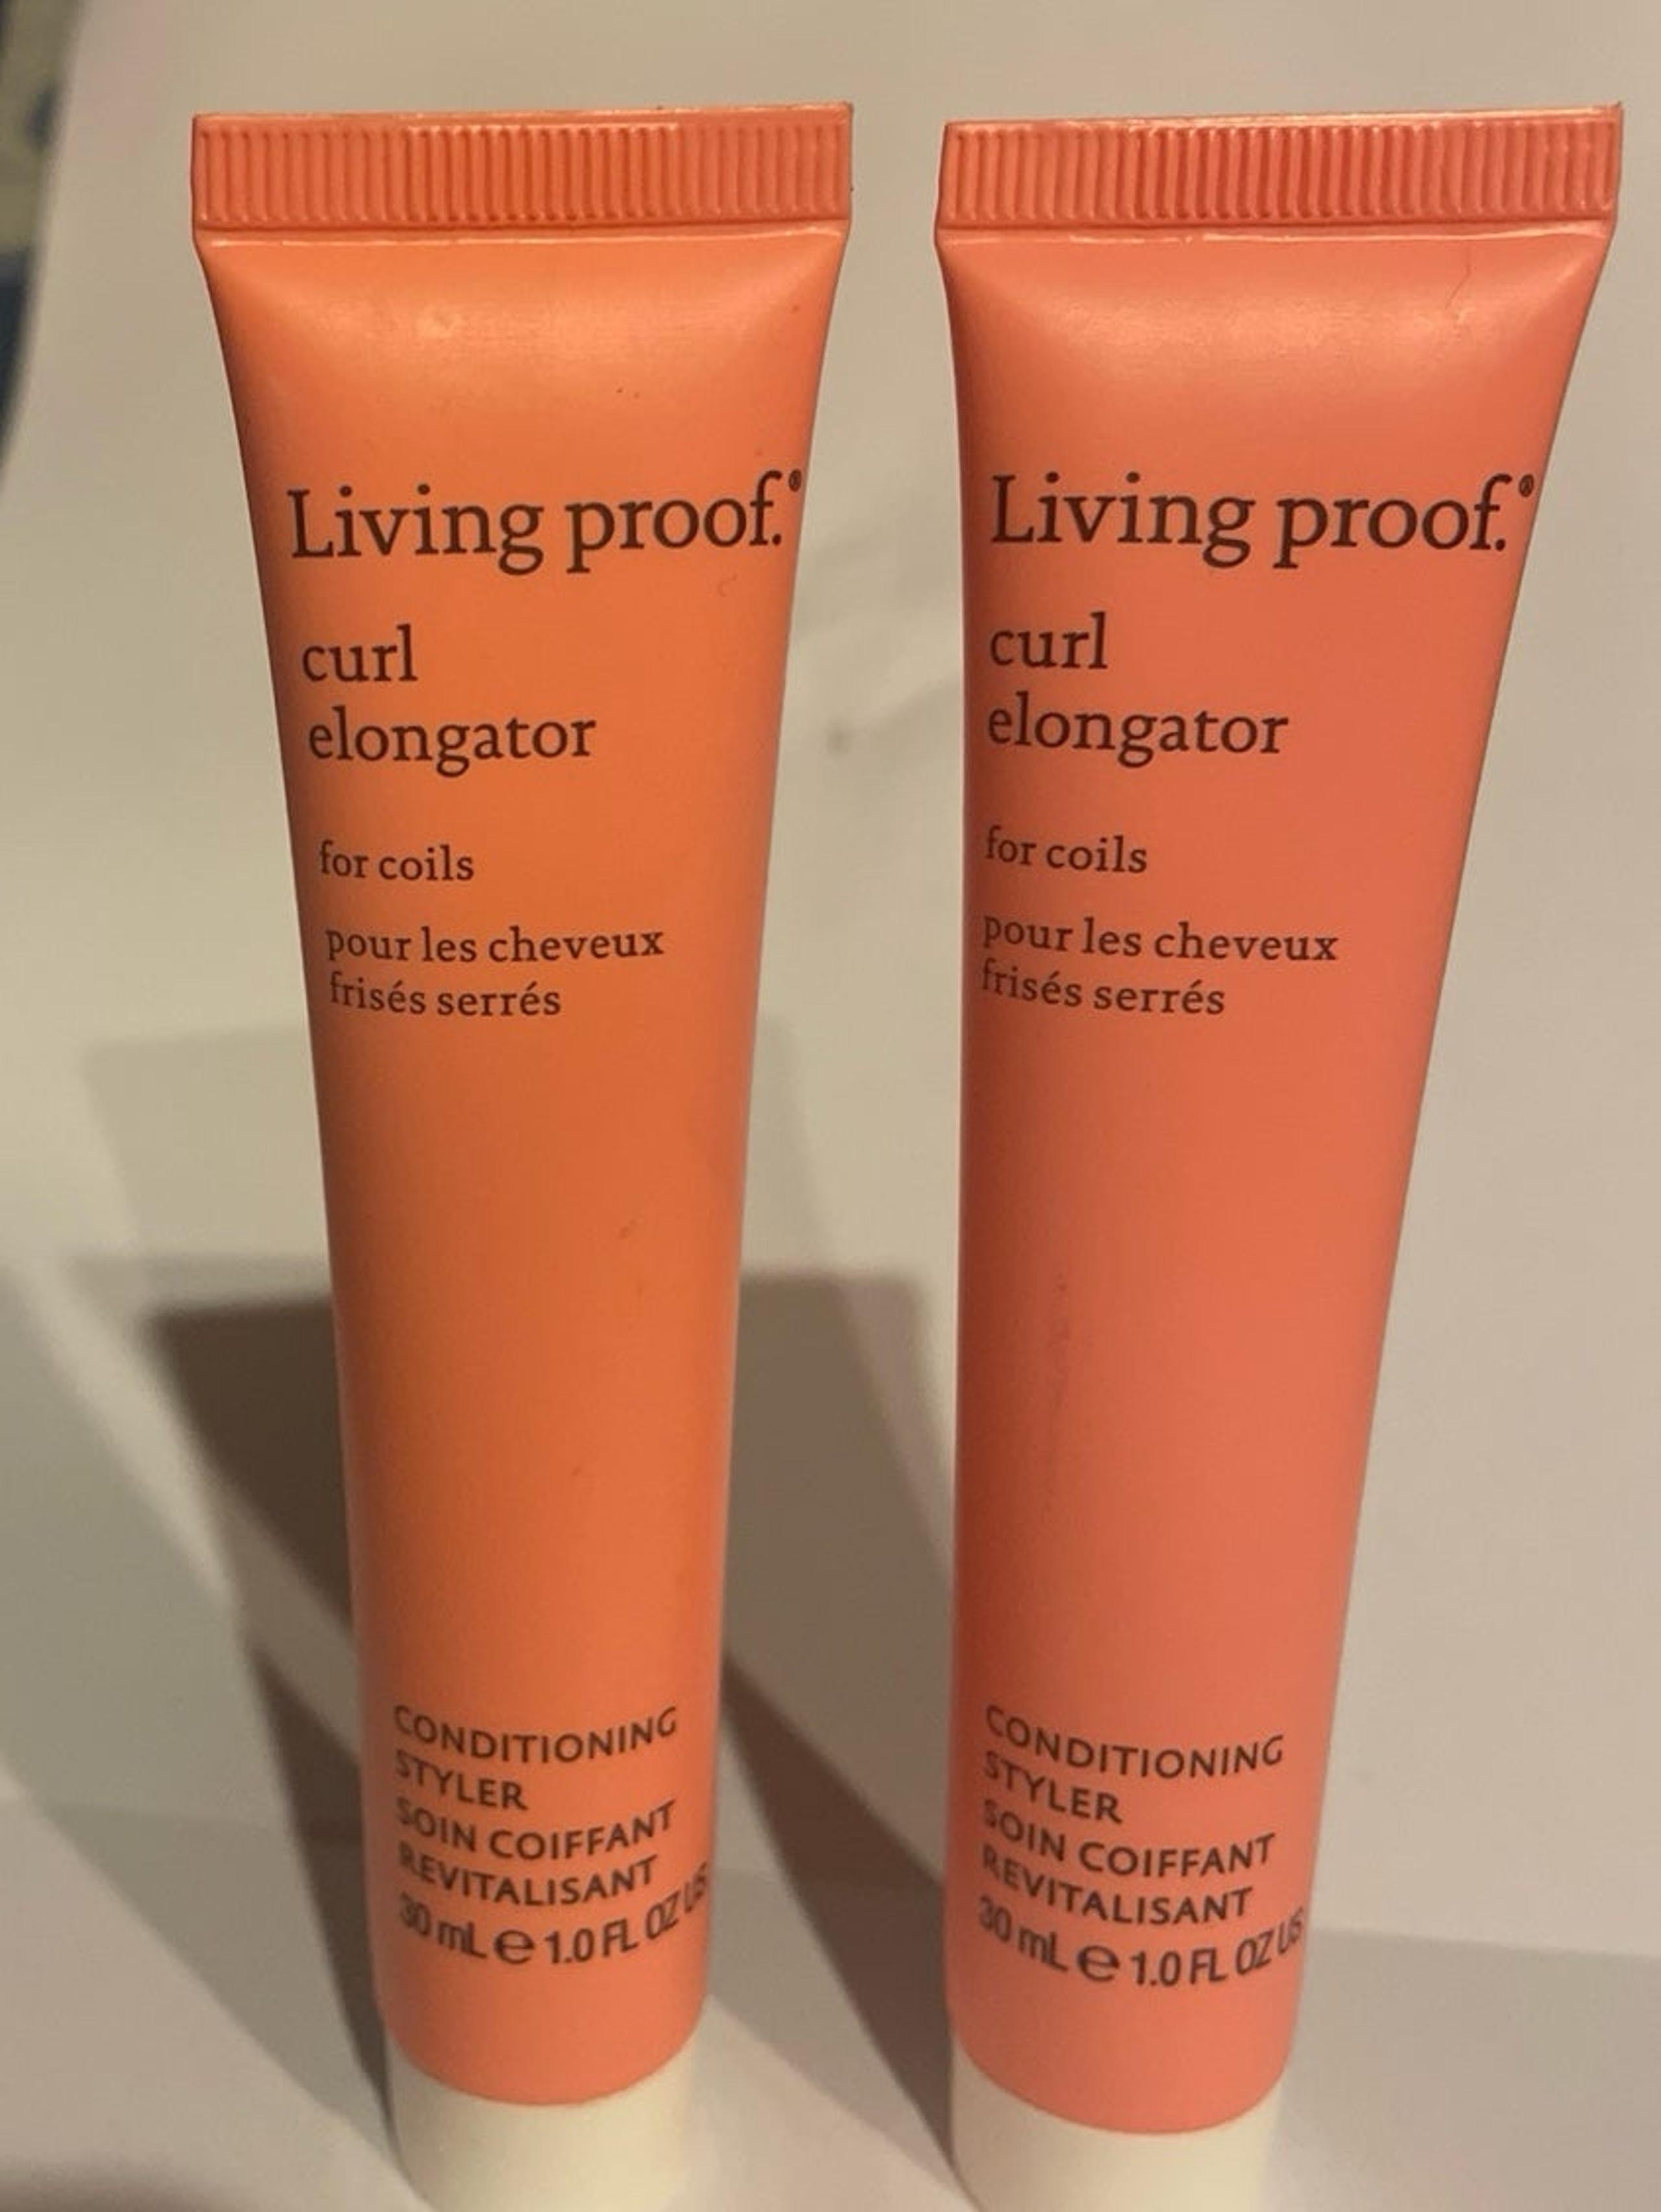 Living proof.®
curl
elongator
for coils
pour les cheveux
frisés serrés
CONDITIONING
STYLER
SOIN COIFFANT
REVITALISANT
30 mL e 1.0 FL OZ US
Living proof.®
curl
elongator
for coils
pour les cheveux
frisés serrés
CONDITIONING
STYLER
SOIN COIFFANT
REVITALISANT
30 mL e 1.0 FL OZ US